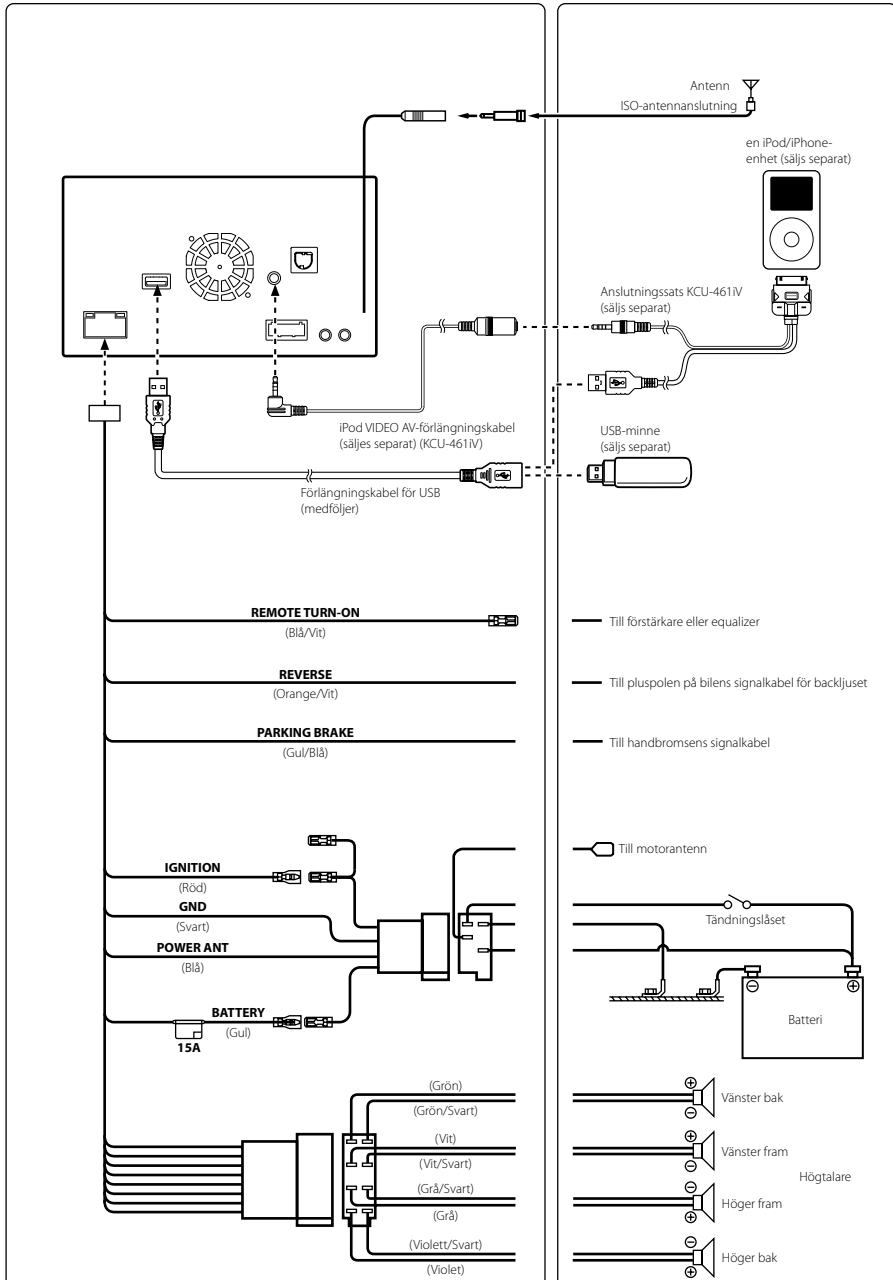 Antenn
ISO-antennanslutning
en iPod/iPhone-
enhet (säljs separat)
Anslutningssats KCU-461iV
(säljs separat)
iPod VIDEO AV-förlängningskabel
(säljes separat) (KCU-461iV)
USB-minne
(säljs separat)
Förlängningskabel för USB
(medföljer)
REMOTE TURN-ON
(Blå/Vit)
Till förstärkare eller equalizer
REVERSE
(Orange/Vit)
Till pluspolen på bilens signalkabel för backljuset
PARKING BRAKE
(Gul/Blå)
Till handbromsens signalkabel
Till motorantenn
IGNITION
(Röd)
GND
(Svart)
Tändningslåset
POWER ANT
(Blå)
BATTERY
(Gul)
15A
⊖ ⊕
Batteri
(Grön)
(Grön/Svart)
⊕
⊖
Vänster bak
(Vit)
(Vit/Svart)
⊕
⊖
Vänster fram
Högtalare
(Grå/Svart)
(Grå)
⊖
⊕
Höger fram
(Violett/Svart)
(Violet)
⊖
⊕
Höger bak